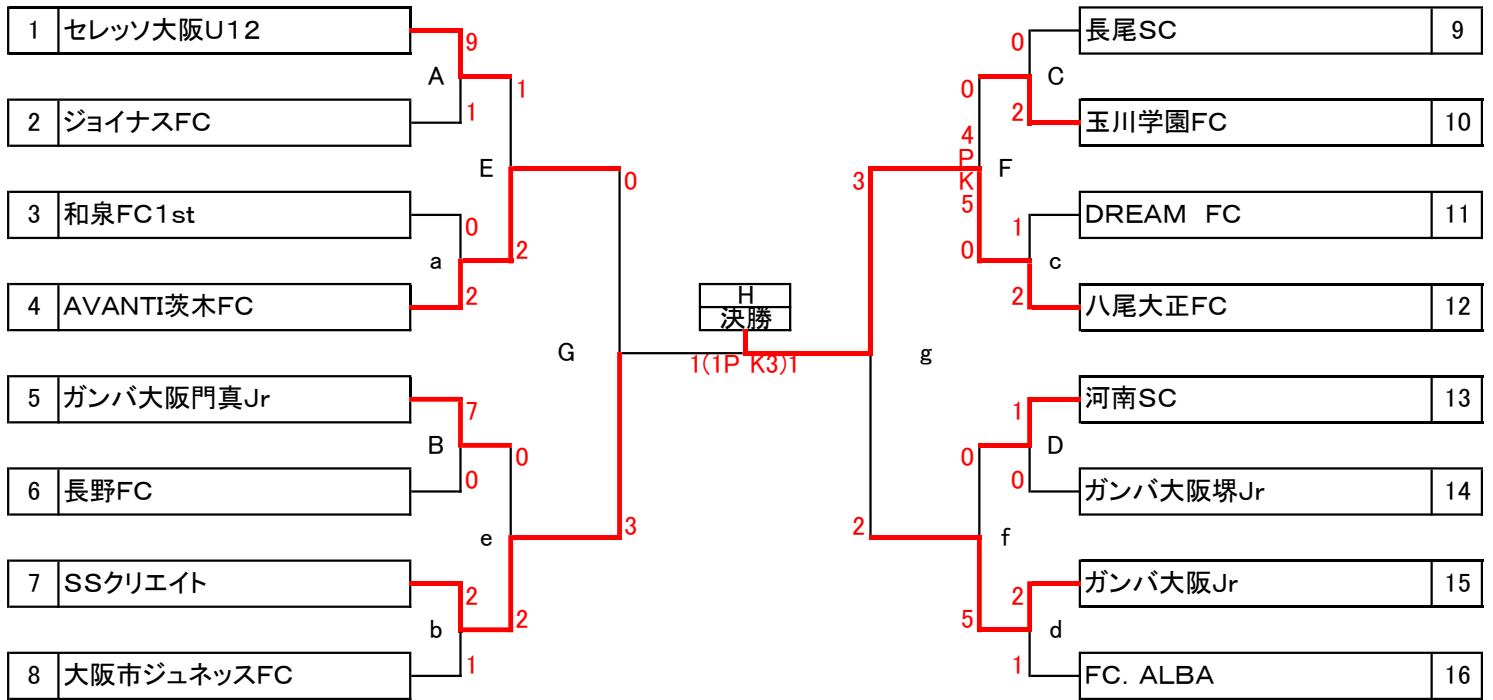 1 セレッソ大阪U12
9
A
1
1
2 ジョイナスFC
E
0
3 和泉FC1st
0
a
2
2
4 AVANTI茨木FC
G
5 ガンバ大阪門真Jr
7
B
0
0
6 長野FC
e
3
7 SSクリエイト
2
b
2
1
8 大阪市ジュネッスFC
H
決勝
1(1P K3)1
長尾SC 9
0
C
0
2
玉川学園FC 10
4
P
K
5
F
3
DREAM FC 11
1
c
0
2
八尾大正FC 12
g
河南SC 13
1
D
0
0
ガンバ大阪堺Jr 14
f
2
ガンバ大阪Jr 15
2
d
5
1
FC. ALBA 16